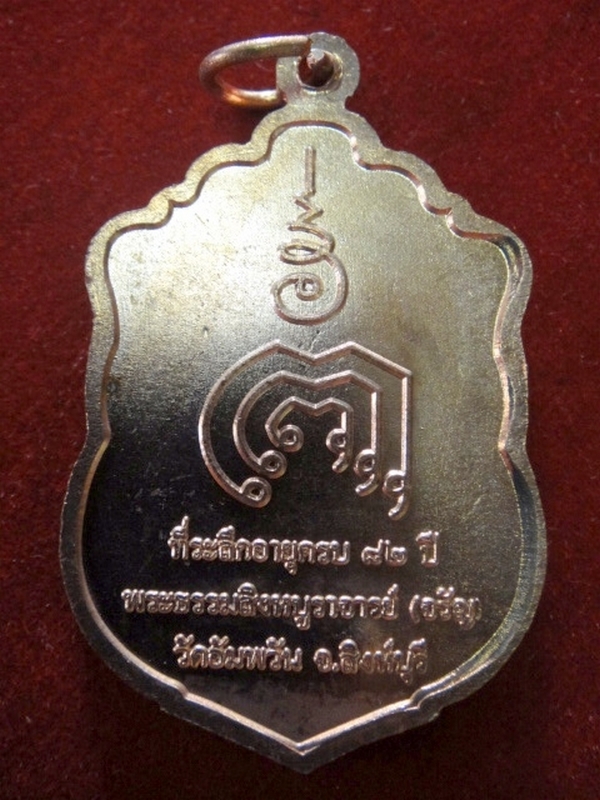 ที่ระลึกอายุครบ ๘๒ ปี
พระธรรมสิงหบูราจารย์ (จรัญ)
วัดอัมพวัน จ.สิงห์บุรี